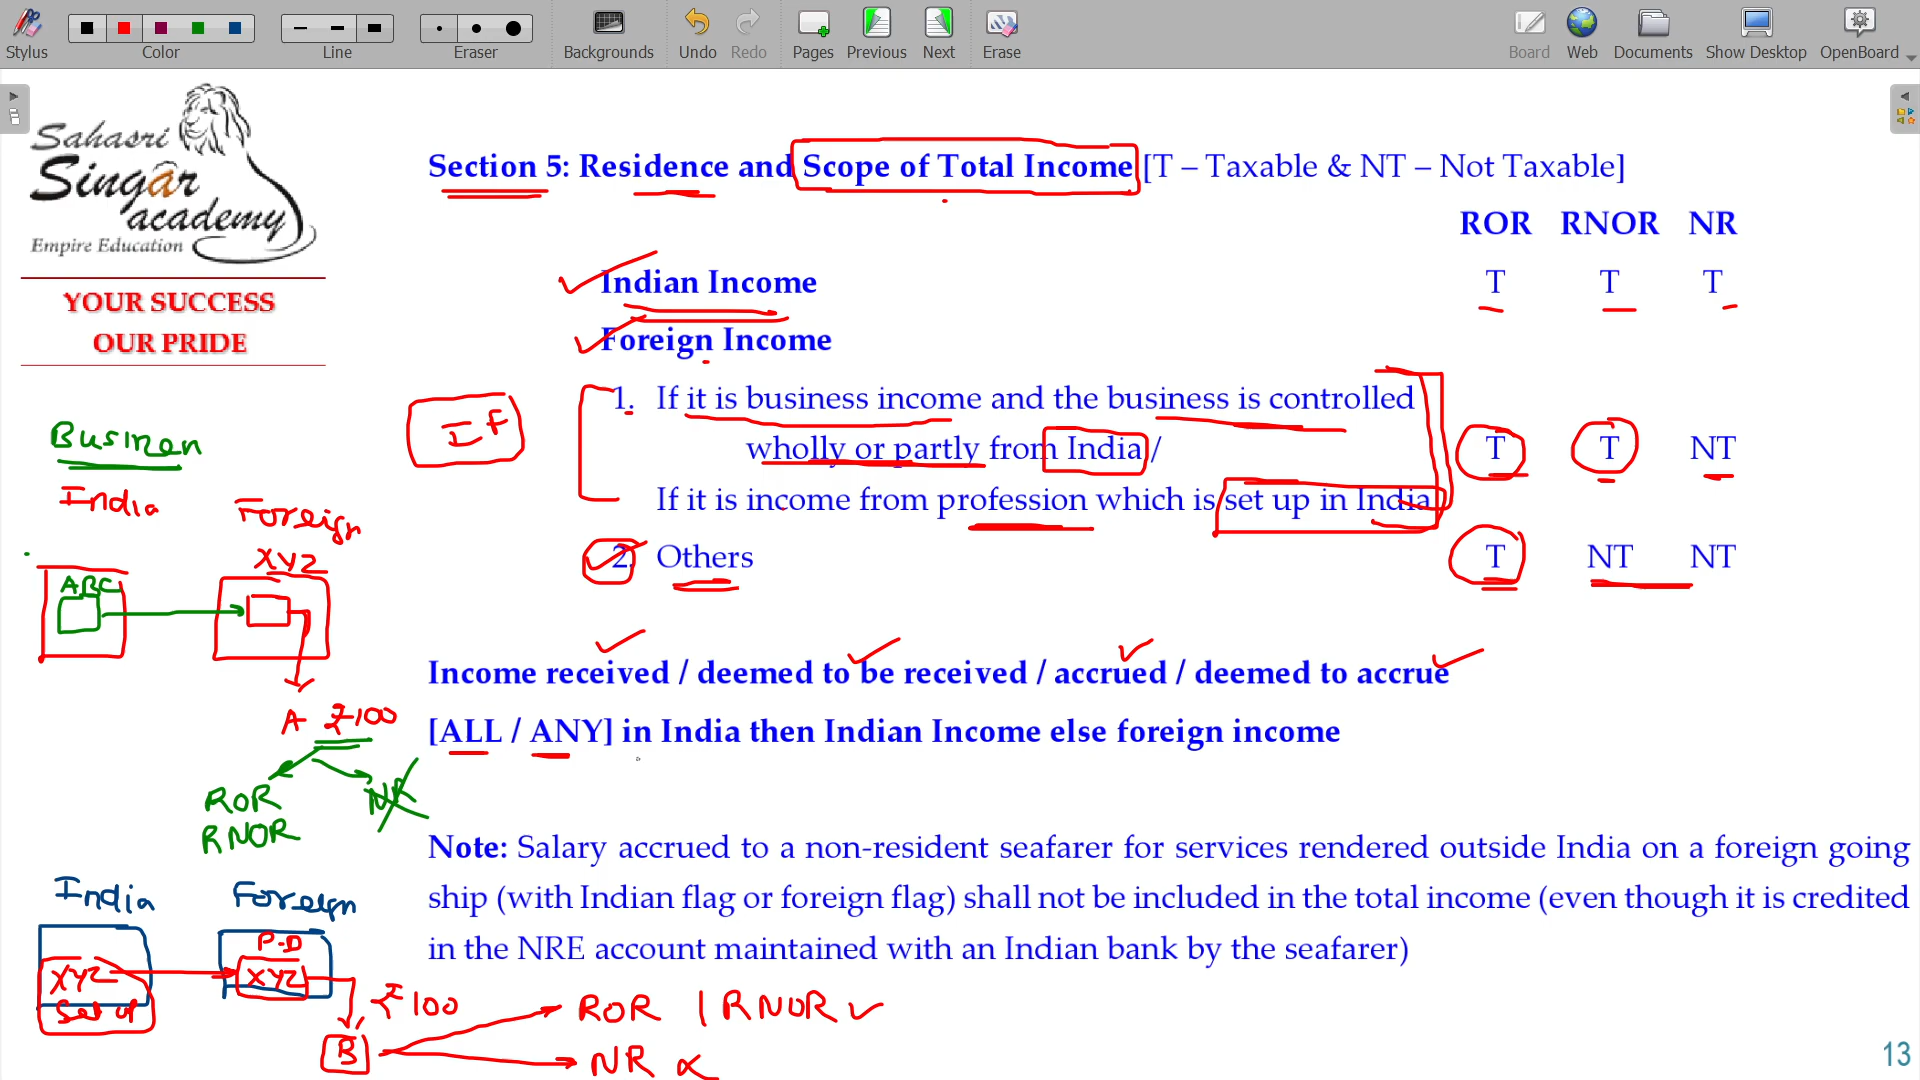 Stylus Color Line Eraser Backgrounds Undo Redo Pages Previous Next Erase Board Web Documents Show Desktop OpenBoard
Sahasri
Singar
academy
Empire Education
YOUR SUCCESS
OUR PRIDE
Section 5: Residence and Scope of Total Income [T – Taxable & NT – Not Taxable]
ROR RNOR NR
Indian Income T T T
Foreign Income
1. If it is business income and the business is controlled
wholly or partly from India / T T NT
If it is income from profession which is set up in India
2. Others T NT NT
Income received / deemed to be received / accrued / deemed to accrue
[ALL / ANY] in India then Indian Income else foreign income
Note: Salary accrued to a non-resident seafarer for services rendered outside India on a foreign going
ship (with Indian flag or foreign flag) shall not be included in the total income (even though it is credited
in the NRE account maintained with an Indian bank by the seafarer)
13
IF
Businen
India Foreign
XYZ
ABC
A ₹100
ROR NR
RNOR
India Foreign
P.D
XYZ XYZ
Set up
₹100
B
ROR | RNOR
NR